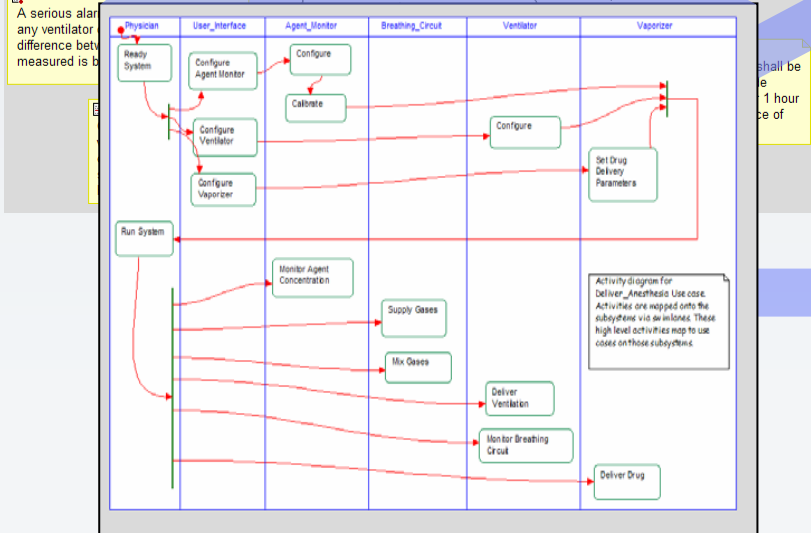 A serious alar
any ventilator
difference betw
measured is b
shall be
1 hour
ce of
Physician
User_Interface
Agent_Monitor
Breathing_Circuit
Ventilator
Vaporizer
Ready
System
Configure
Agent Monitor
Configure
Calibrate
Configure
Ventilator
Configure
Configure
Vaporizer
Set Drug
Delivery
Parameters
Run System
Monitor Agent
Concentration
Supply Gases
Mix Gases
Deliver
Ventilation
Monitor Breathing
Circuit
Deliver Drug
Activity diagram for
Deliver_Anesthesia Use case.
Activities are mapped onto the
subsystems via swimlanes. These
high level activities map to use
cases on those subsystems.